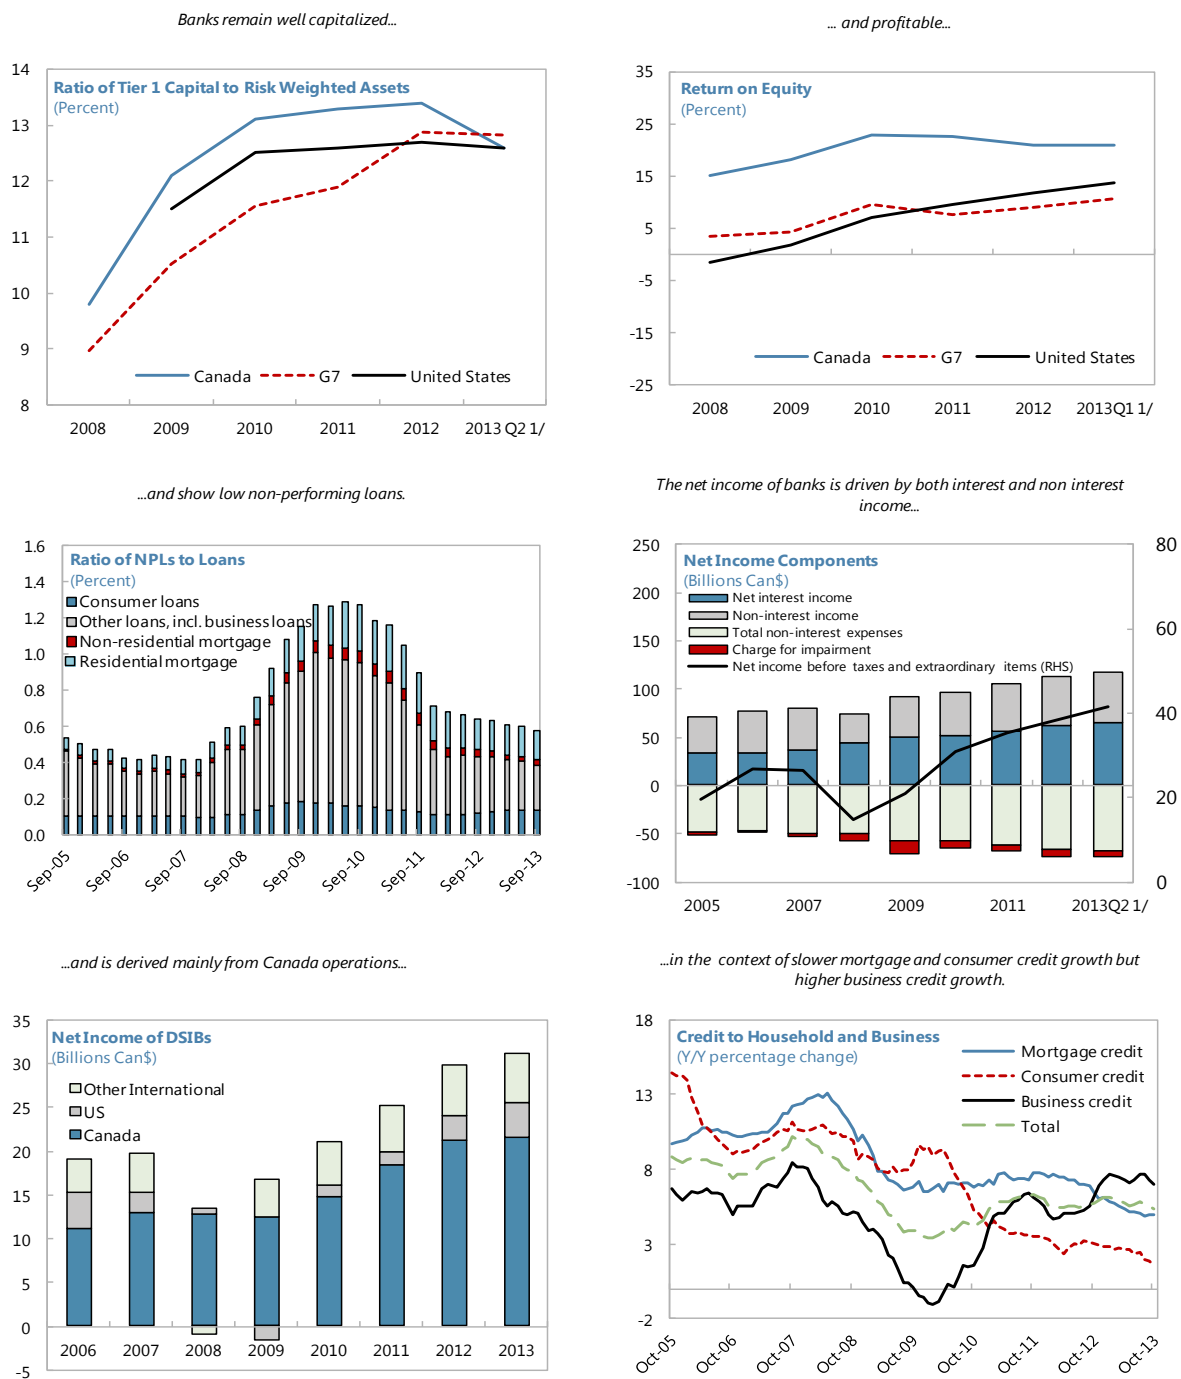 Banks remain well capitalized...
Ratio of Tier 1 Capital to Risk Weighted Assets
(Percent)
14
13
12
11
10
9
8
Canada G7 United States
2008 2009 2010 2011 2012 2013 Q2 1/
... and profitable...
Return on Equity
(Percent)
35
25
15
5
-5
-15
-25
Canada G7 United States
2008 2009 2010 2011 2012 2013Q1 1/
...and show low non-performing loans.
Ratio of NPLs to Loans
(Percent)
Consumer loans
Other loans, incl. business loans
Non-residential mortgage
Residential mortgage
1.6
1.4
1.2
1.0
0.8
0.6
0.4
0.2
0.0
Sep-05 Sep-06 Sep-07 Sep-08 Sep-09 Sep-10 Sep-11 Sep-12 Sep-13
The net income of banks is driven by both interest and non interest
income...
Net Income Components
(Billions Can$)
Net interest income
Non-interest income
Total non-interest expenses
Charge for impairment
Net income before taxes and extraordinary items (RHS)
250
200
150
100
50
0
-50
-100
80
60
40
20
0
2005 2007 2009 2011 2013Q2 1/
...and is derived mainly from Canada operations...
Net Income of DSIBs
(Billions Can$)
Other International
US
Canada
35
30
25
20
15
10
5
0
-5
2006 2007 2008 2009 2010 2011 2012 2013
...in the context of slower mortgage and consumer credit growth but
higher business credit growth.
Credit to Household and Business
(Y/Y percentage change)
Mortgage credit
Consumer credit
Business credit
Total
18
13
8
3
-2
Oct-05 Oct-06 Oct-07 Oct-08 Oct-09 Oct-10 Oct-11 Oct-12 Oct-13